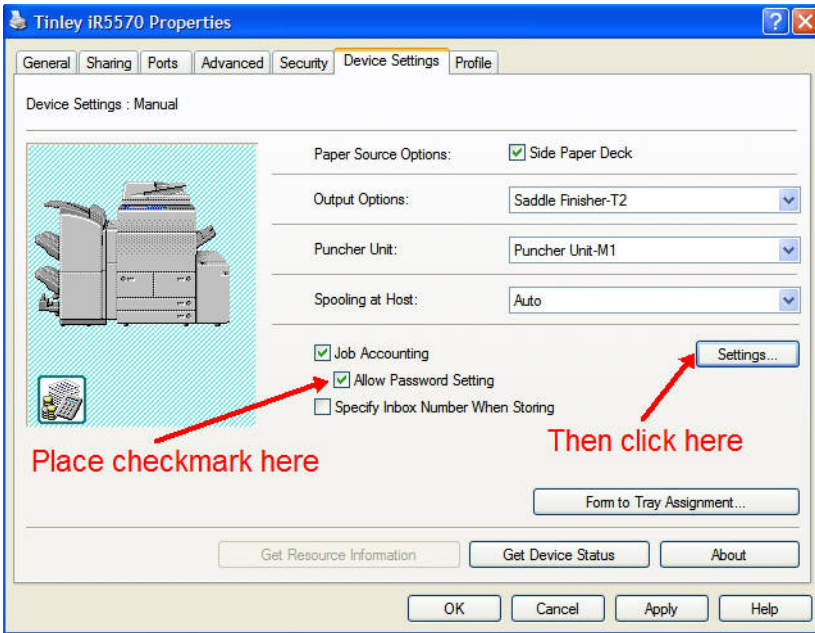 Tinley iR5570 Properties
General Sharing Ports Advanced Security Device Settings Profile
Device Settings : Manual
Paper Source Options: Side Paper Deck
Output Options: Saddle Finisher-T2
Puncher Unit: Puncher Unit-M1
Spooling at Host: Auto
Job Accounting Settings...
Allow Password Setting
Specify Inbox Number When Storing
Place checkmark here
Then click here
Form to Tray Assignment...
Get Resource Information Get Device Status About
OK Cancel Apply Help